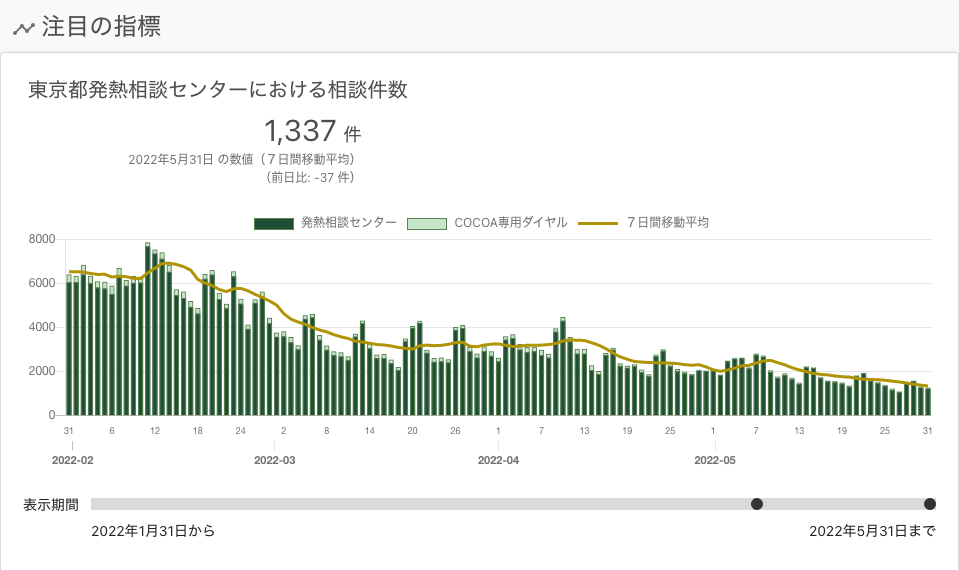 注目の指標
東京都発熱相談センターにおける相談件数
1,337 件
2022年5月31日 の数値（７日間移動平均）
（前日比: -37 件）
発熱相談センター COCOA専用ダイヤル ７日間移動平均
8000
6000
4000
2000
0
31 6 12 18 24 2 8 14 20 26 1 7 13 19 25 1 7 13 19 25 31
2022-02 2022-03 2022-04 2022-05
表示期間
2022年1月31日から 2022年5月31日まで